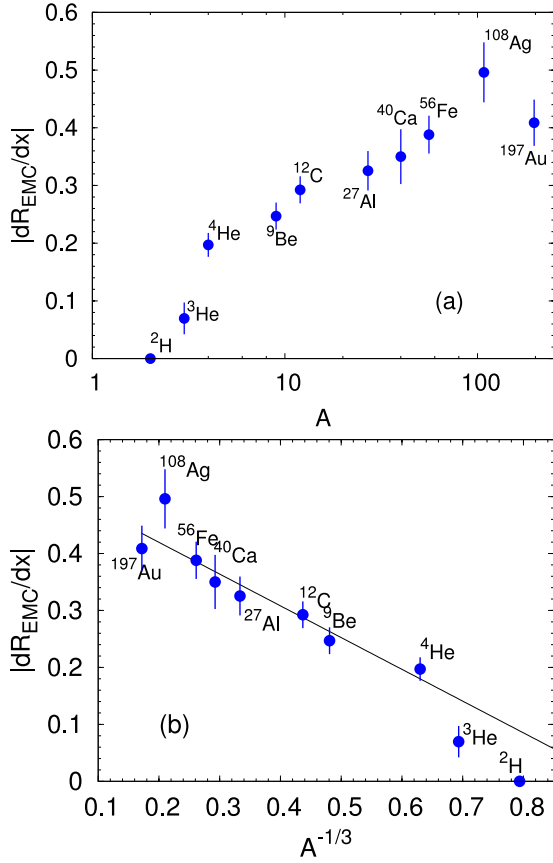 (a)
|dR_EMC/dx|
0.6
0.5
0.4
0.3
0.2
0.1
0
^108Ag
^40Ca
^56Fe
^197Au
^12C
^27Al
^4He
^9Be
^3He
^2H
1
10
100
A
(b)
|dR_EMC/dx|
0.6
0.5
0.4
0.3
0.2
0.1
0
^108Ag
^56Fe
^40Ca
^197Au
^27Al
^12C
^9Be
^4He
^3He
^2H
0.1
0.2
0.3
0.4
0.5
0.6
0.7
0.8
A^-1/3